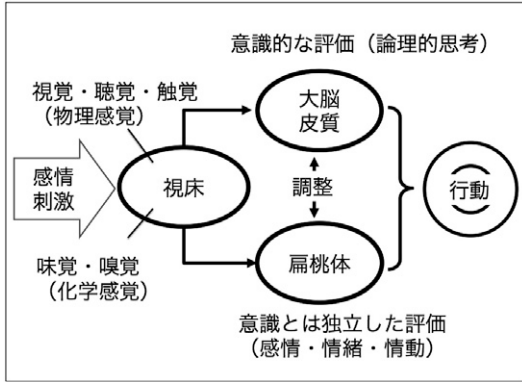 意識的な評価（論理的思考）
視覚・聴覚・触覚
（物理感覚）
大脳
皮質
感情
刺激
視床
調整
行動
味覚・嗅覚
（化学感覚）
扁桃体
意識とは独立した評価
（感情・情緒・情動）